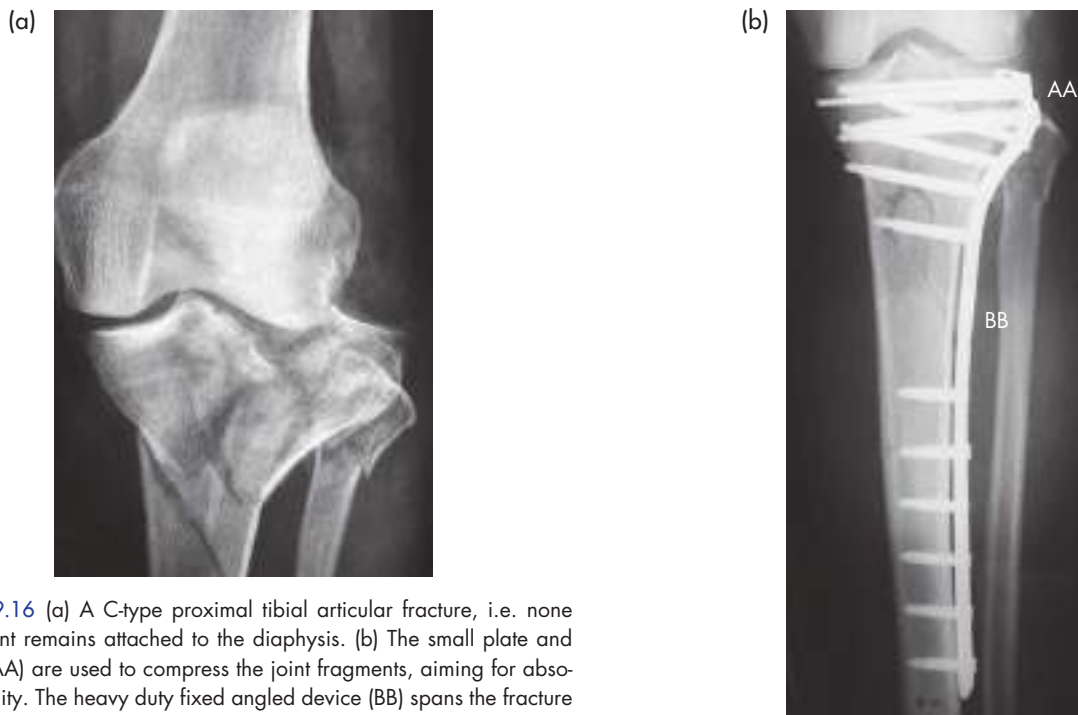 (a)
(b)
AA
BB
9.16 (a) A C-type proximal tibial articular fracture, i.e. none
nt remains attached to the diaphysis. (b) The small plate and
AA) are used to compress the joint fragments, aiming for abso-
ity. The heavy duty fixed angled device (BB) spans the fracture